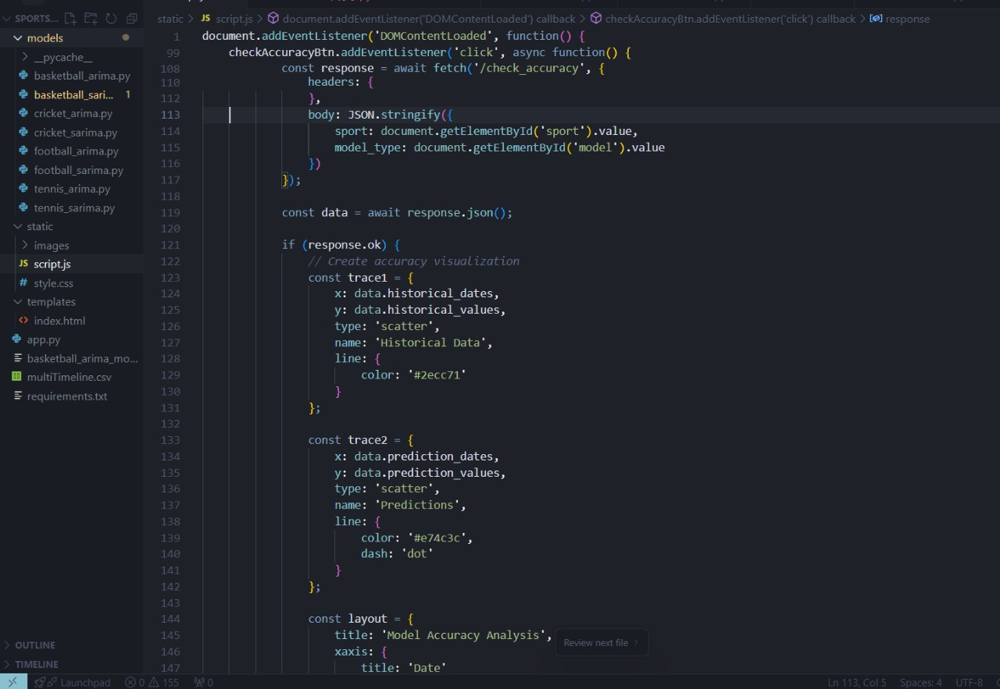 SPORTS...
models
__pycache__
basketball_arima.py
basketball_sari... 1
cricket_arima.py
cricket_sarima.py
football_arima.py
football_sarima.py
tennis_arima.py
tennis_sarima.py
static
images
JS script.js
# style.css
templates
<> index.html
app.py
basketball_arima_mo...
multiTimeline.csv
requirements.txt
OUTLINE
TIMELINE
static > JS script.js > document.addEventListener('DOMContentLoaded') callback > checkAccuracyBtn.addEventListener('click') callback > response
1 document.addEventListener('DOMContentLoaded', function() {
99 checkAccuracyBtn.addEventListener('click', async function() {
108 const response = await fetch('/check_accuracy', {
110 headers: {
112 },
113 body: JSON.stringify({
114 sport: document.getElementById('sport').value,
115 model_type: document.getElementById('model').value
116 })
117 });
118
119 const data = await response.json();
120
121 if (response.ok) {
122 // Create accuracy visualization
123 const trace1 = {
124 x: data.historical_dates,
125 y: data.historical_values,
126 type: 'scatter',
127 name: 'Historical Data',
128 line: {
129 color: '#2ecc71'
130 }
131 };
132
133 const trace2 = {
134 x: data.prediction_dates,
135 y: data.prediction_values,
136 type: 'scatter',
137 name: 'Predictions',
138 line: {
139 color: '#e74c3c',
140 dash: 'dot'
141 }
142 };
143
144 const layout = {
145 title: 'Model Accuracy Analysis',
146 xaxis: {
147 title: 'Date'
Review next file >
Launchpad 0 155 0
Ln 113, Col 5 Spaces: 4 UTF-8